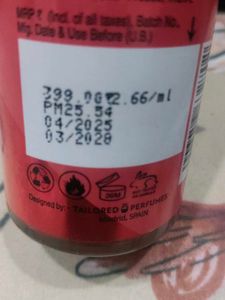 MRP ₹ (Incl. of all taxes), Batch No.,
Mfg. Date & Use Before (U.B.)
399.00 ₹2.66/ml
PM25.54
04/2025
03/2028
Designed by: TAILORED PERFUMES
Madrid, SPAIN